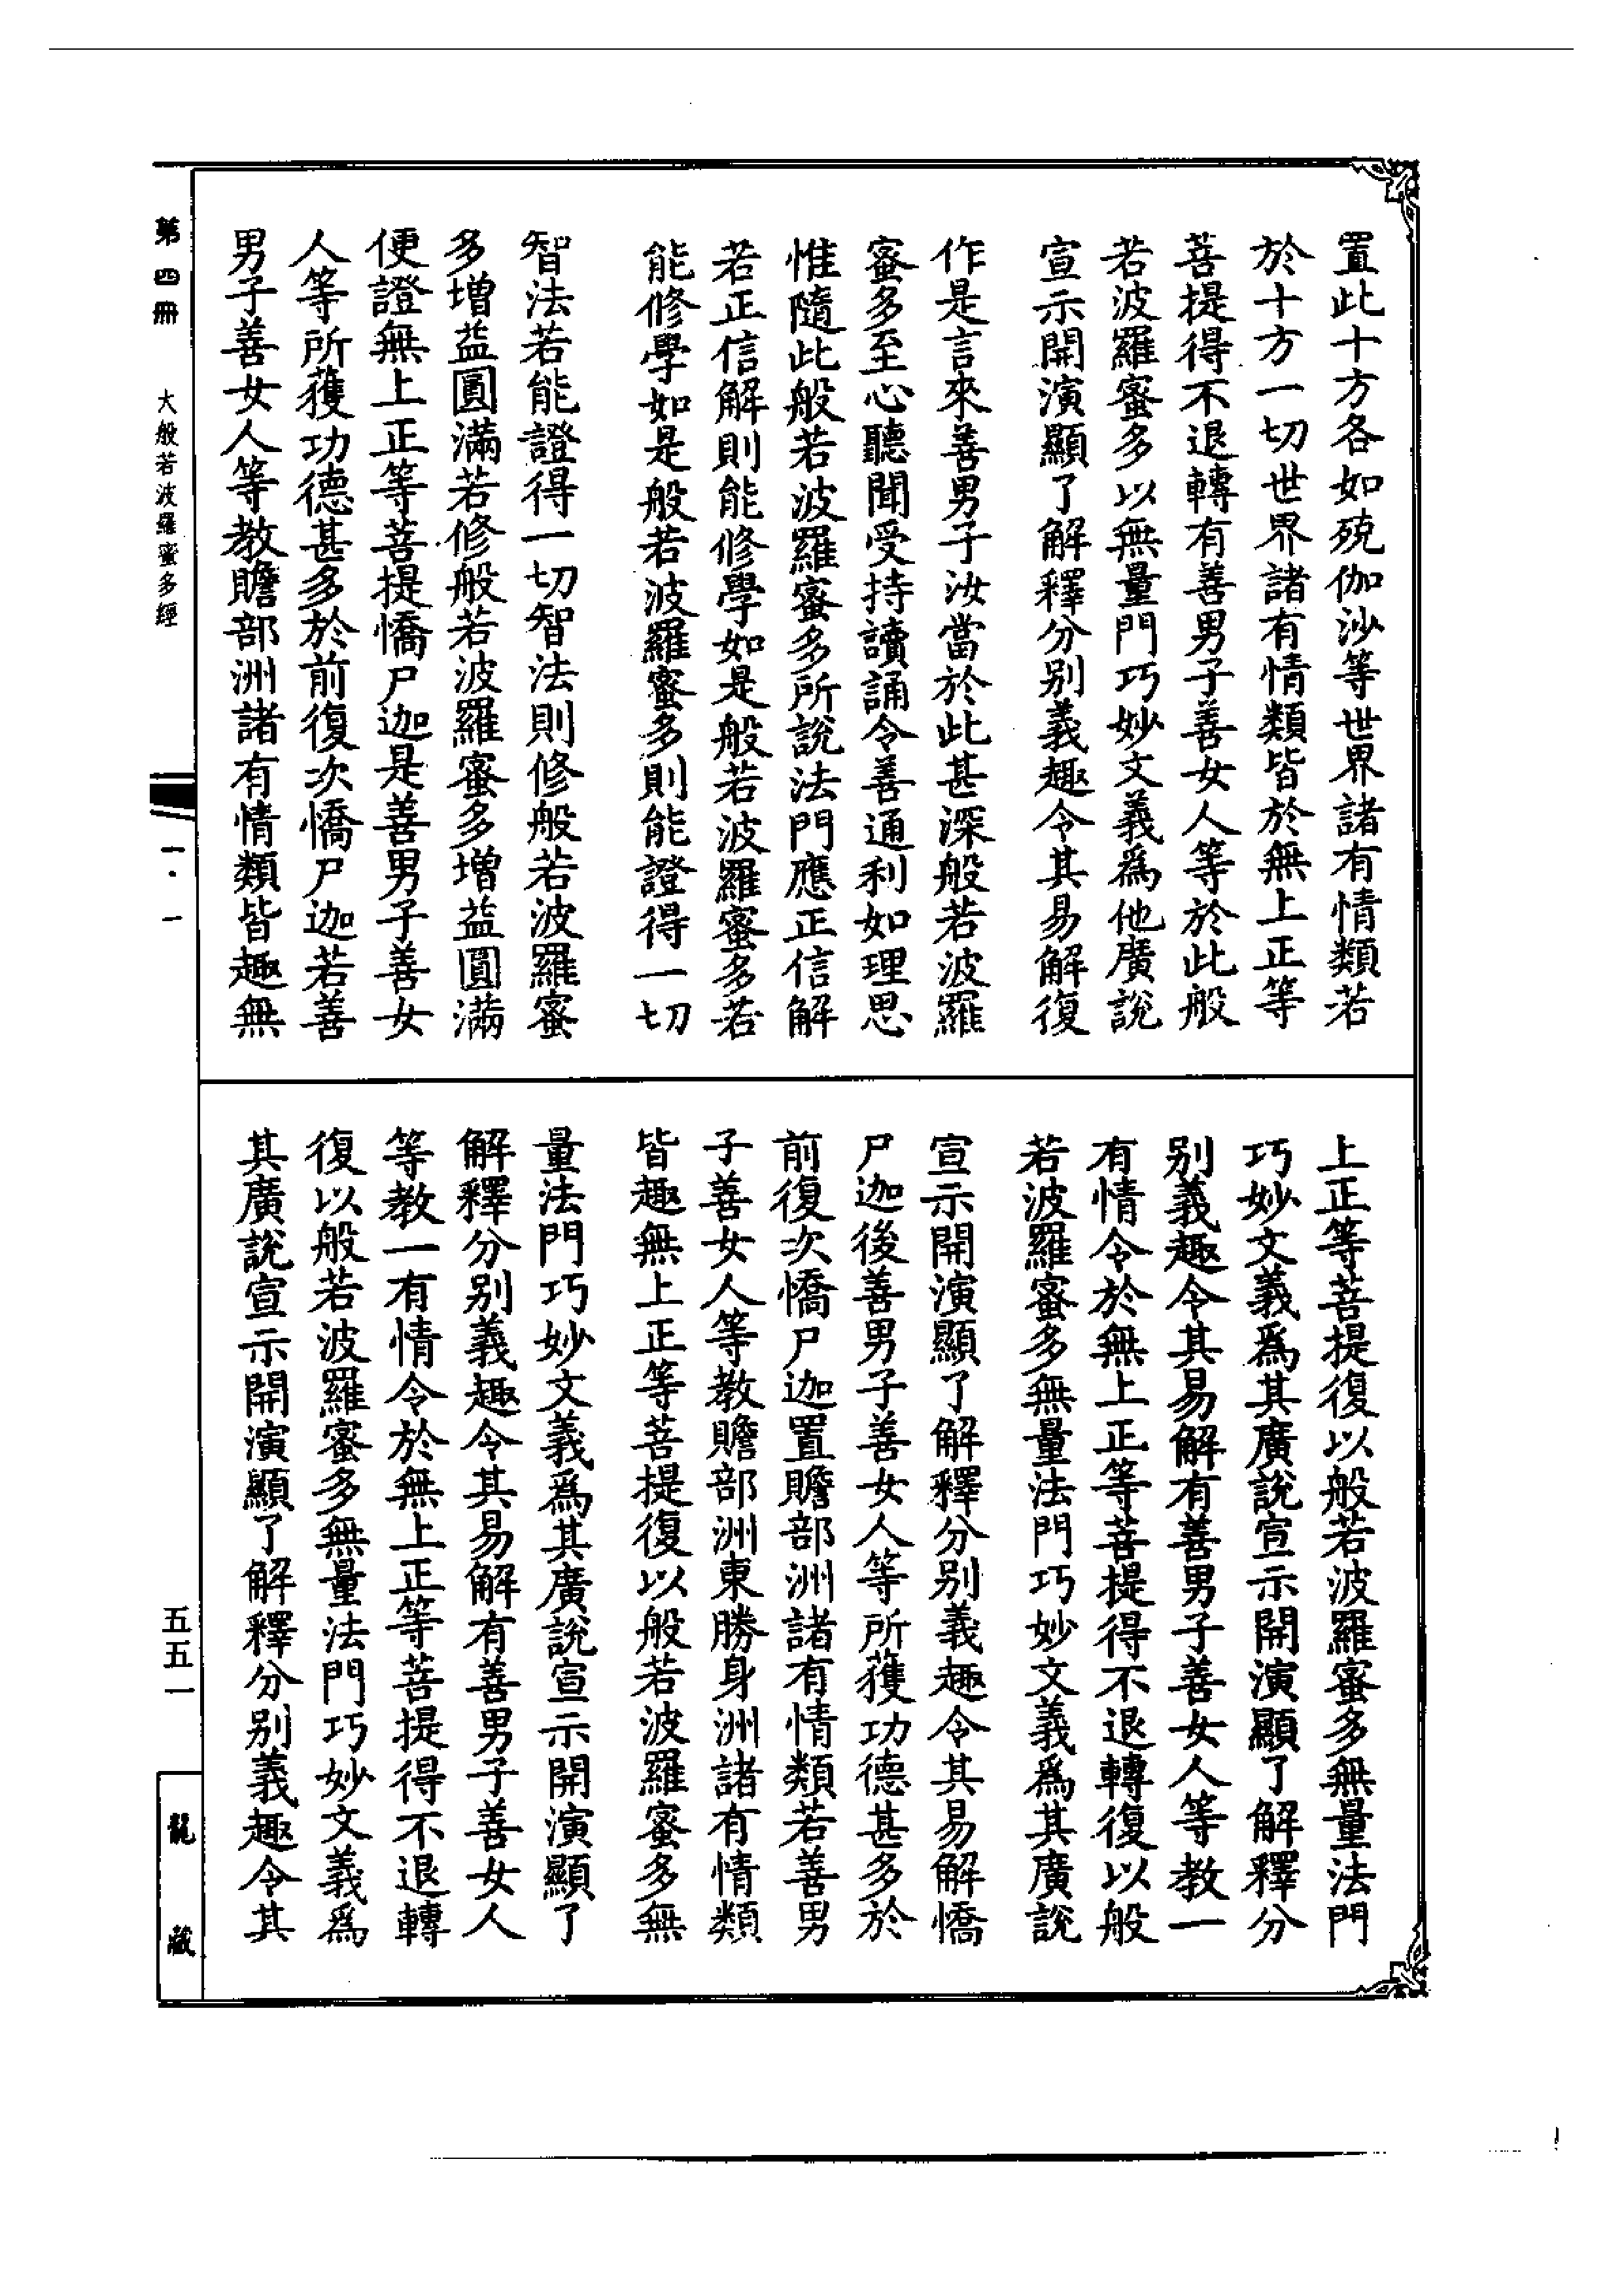 置此十方各如殑伽沙等世界諸有情類若
於十方一切世界諸有情類皆於無上正等
菩提得不退轉有善男子善女人等於此般
若波羅蜜多以無量門巧妙文義爲他廣說
宣示開演顯了解釋分別義趣令其易解復
作是言來善男子汝當於此甚深般若波羅
蜜多至心聽聞受持讀誦令善通利如理思
惟隨此般若波羅蜜多所說法門應正信解
若正信解則能修學如是般若波羅蜜多若
能修學如是般若波羅蜜多則能證得一切
智法若能證得一切智法則修般若波羅蜜
多增益圓滿若修般若波羅蜜多增益圓滿
便證無上正等菩提憍尸迦是善男子善女
人等所獲功德甚多於前復次憍尸迦若善
男子善女人等教贍部洲諸有情類皆趣無
上正等菩提復以般若波羅蜜多無量法門
巧妙文義爲其廣說宣示開演顯了解釋分
別義趣令其易解有善男子善女人等教一
有情令於無上正等菩提得不退轉復以般
若波羅蜜多無量法門巧妙文義爲其廣說
宣示開演顯了解釋分別義趣令其易解憍
尸迦後善男子善女人等所獲功德甚多於
前復次憍尸迦置贍部洲諸有情類若善男
子善女人等教贍部洲東勝身洲諸有情類
皆趣無上正等菩提復以般若波羅蜜多無
量法門巧妙文義爲其廣說宣示開演顯了
解釋分別義趣令其易解有善男子善女人
等教一有情令於無上正等菩提得不退轉
復以般若波羅蜜多無量法門巧妙文義爲
其廣說宣示開演顯了解釋分別義趣令其
第四冊 大般若波羅蜜多經 一·一 五五一 龍藏